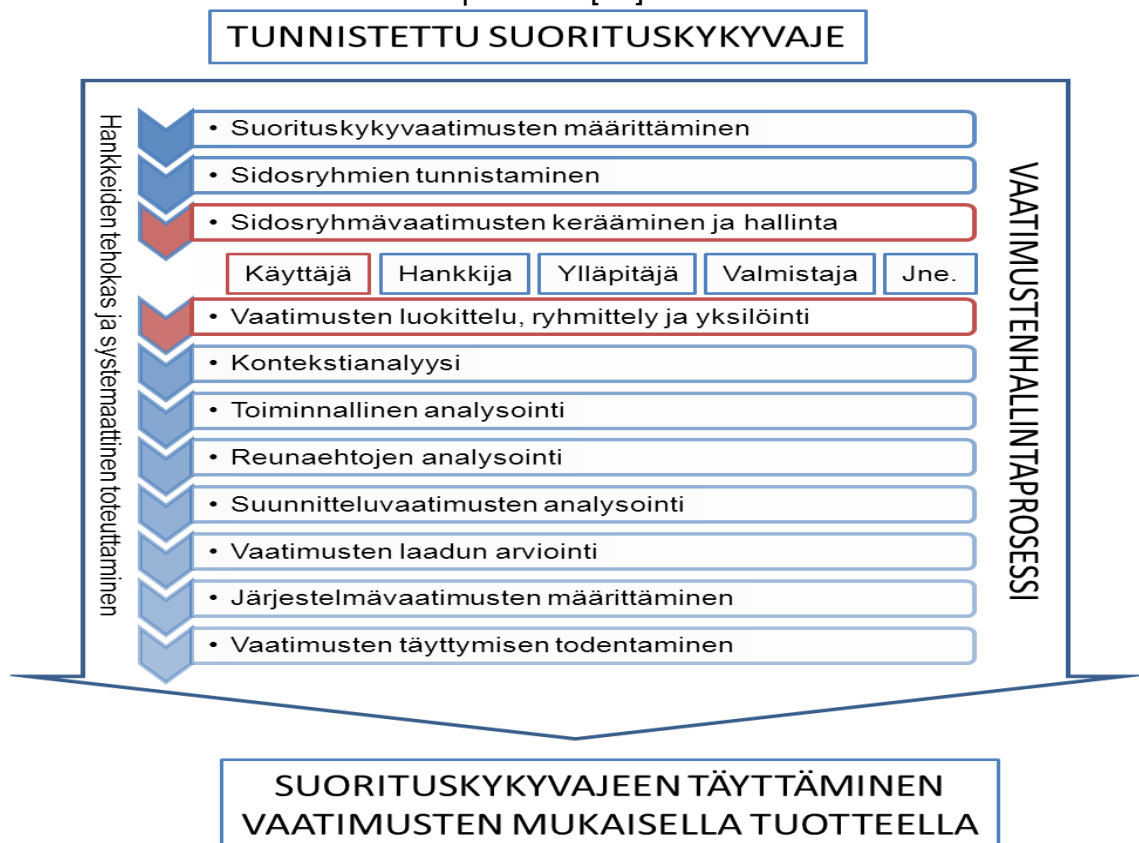 TUNNISTETTU SUORITUSKYKYVAJE
Hankkeiden tehokas ja systemaattinen toteuttaminen
• Suorituskykyvaatimusten määrittäminen
• Sidosryhmien tunnistaminen
• Sidosryhmävaatimusten kerääminen ja hallinta
Käyttäjä Hankkija Ylläpitäjä Valmistaja Jne.
• Vaatimusten luokittelu, ryhmittely ja yksilöinti
• Kontekstianalyysi
• Toiminnallinen analysointi
• Reunaehtojen analysointi
• Suunnitteluvaatimusten analysointi
• Vaatimusten laadun arviointi
• Järjestelmävaatimusten määrittäminen
• Vaatimusten täyttymisen todentaminen
VAATIMUSTENHALLINTAPROSESSI
SUORITUSKYKYVAJEEN TÄYTTÄMINEN
VAATIMUSTEN MUKAISELLA TUOTTEELLA